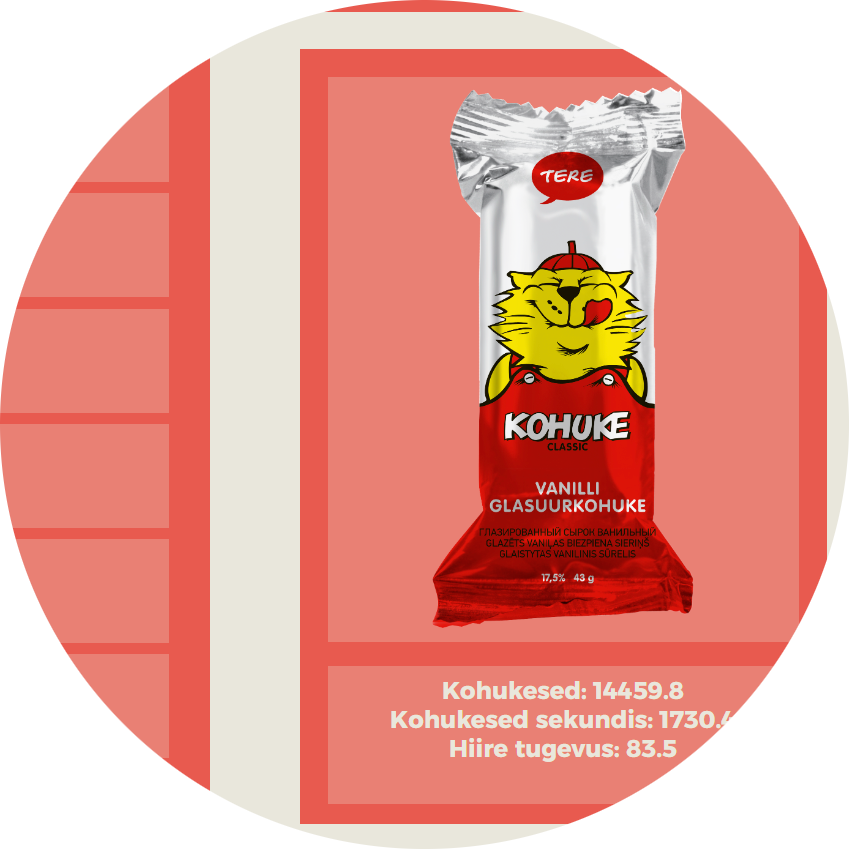 TERE
KOHUKE
CLASSIC
VANILLI
GLASUURKOHUKE
ГЛАЗИРОВАННЫЙ СЫРОК ВАНИЛЬНЫЙ
GLAZĒTS VANIĻAS BIEZPIENA SIERIŅŠ
GLAISTYTAS VANILINIS SŪRELIS
17,5% 43 g
Kohukesed: 14459.8
Kohukesed sekundis: 1730.4
Hiire tugevus: 83.5